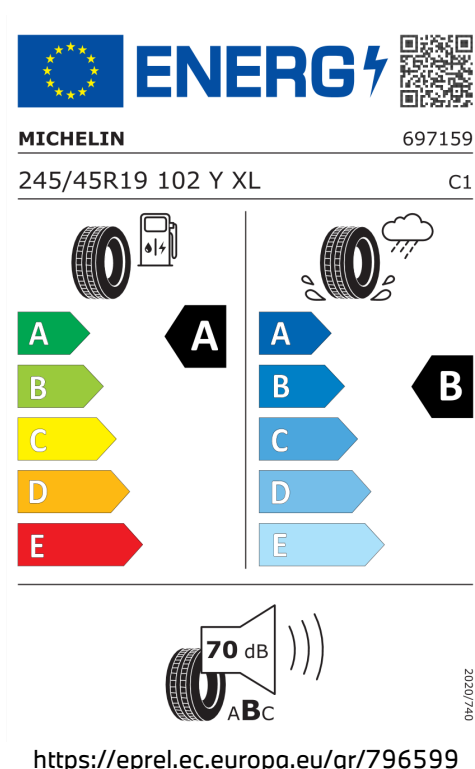 ENERG
MICHELIN 697159
245/45R19 102 Y XL C1
A A A
B B B
C C
D D
E E
70 dB
ABC
2020/740
https://eprel.ec.europa.eu/qr/796599